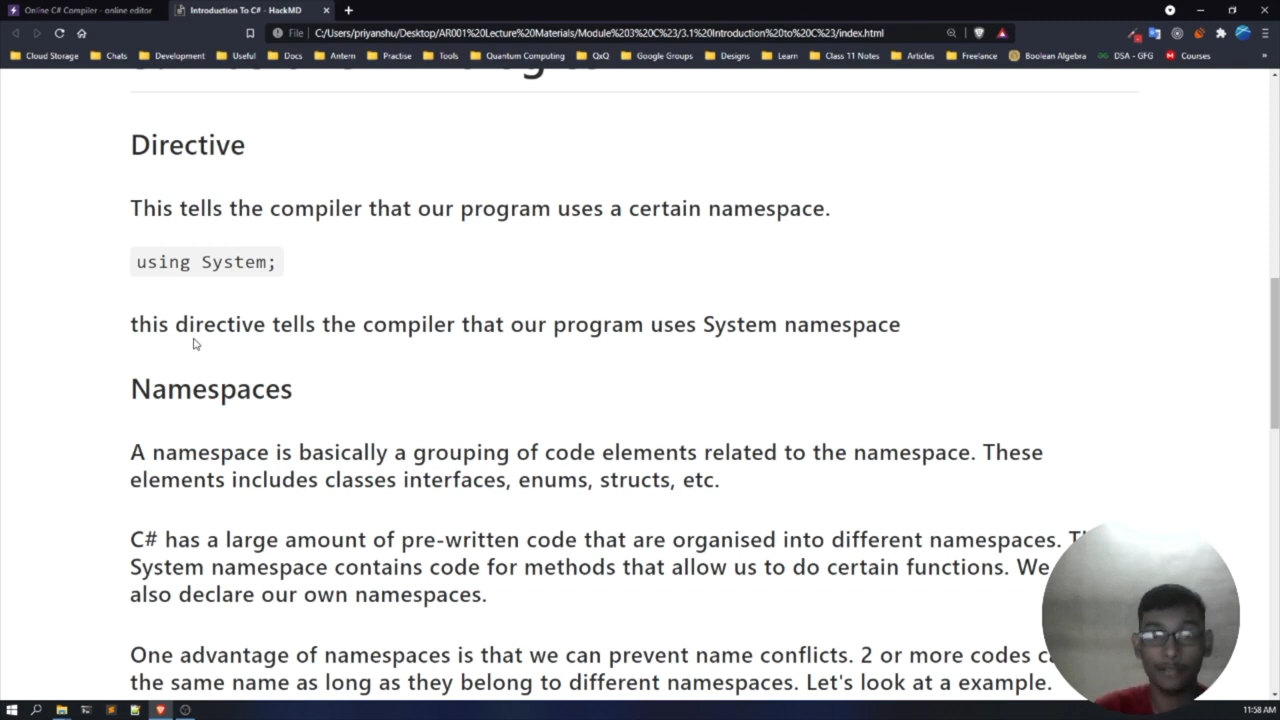 Online C# Compiler - online editor
Introduction To C# - HackMD
File C:/Users/priyanshu/Desktop/AR001%20Lecture%20Materials/Module%203%20C%23/3.1%20Introduction%20to%20C%23/index.html
Cloud Storage Chats Development Useful Docs Antern Practise Tools Quantum Computing QxQ Google Groups Designs Learn Class 11 Notes Articles Freelance Boolean Algebra DSA - GFG Courses
Directive
This tells the compiler that our program uses a certain namespace.
using System;
this directive tells the compiler that our program uses System namespace
Namespaces
A namespace is basically a grouping of code elements related to the namespace. These
elements includes classes interfaces, enums, structs, etc.
C# has a large amount of pre-written code that are organised into different namespaces.
System namespace contains code for methods that allow us to do certain functions. We
also declare our own namespaces.
One advantage of namespaces is that we can prevent name conflicts. 2 or more codes
the same name as long as they belong to different namespaces. Let's look at a example.
11:58 AM